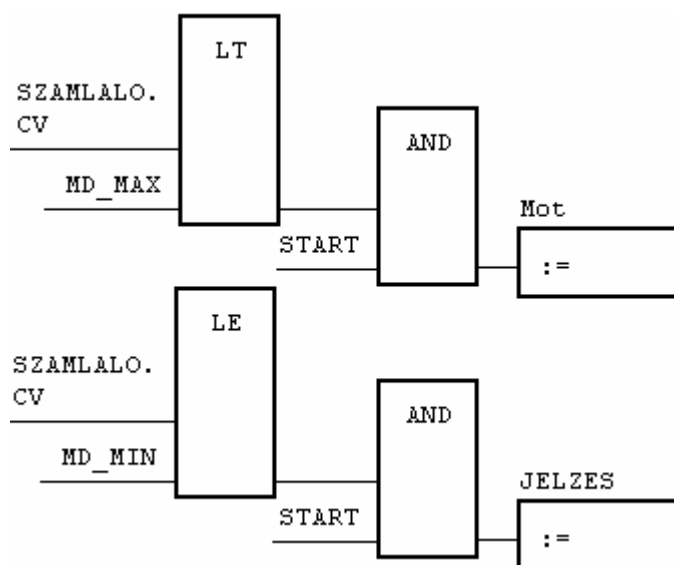 LT
SZAMLALO.
CV
MD_MAX
AND
START
Mot
:=
LE
SZAMLALO.
CV
MD_MIN
AND
START
JELZES
:=